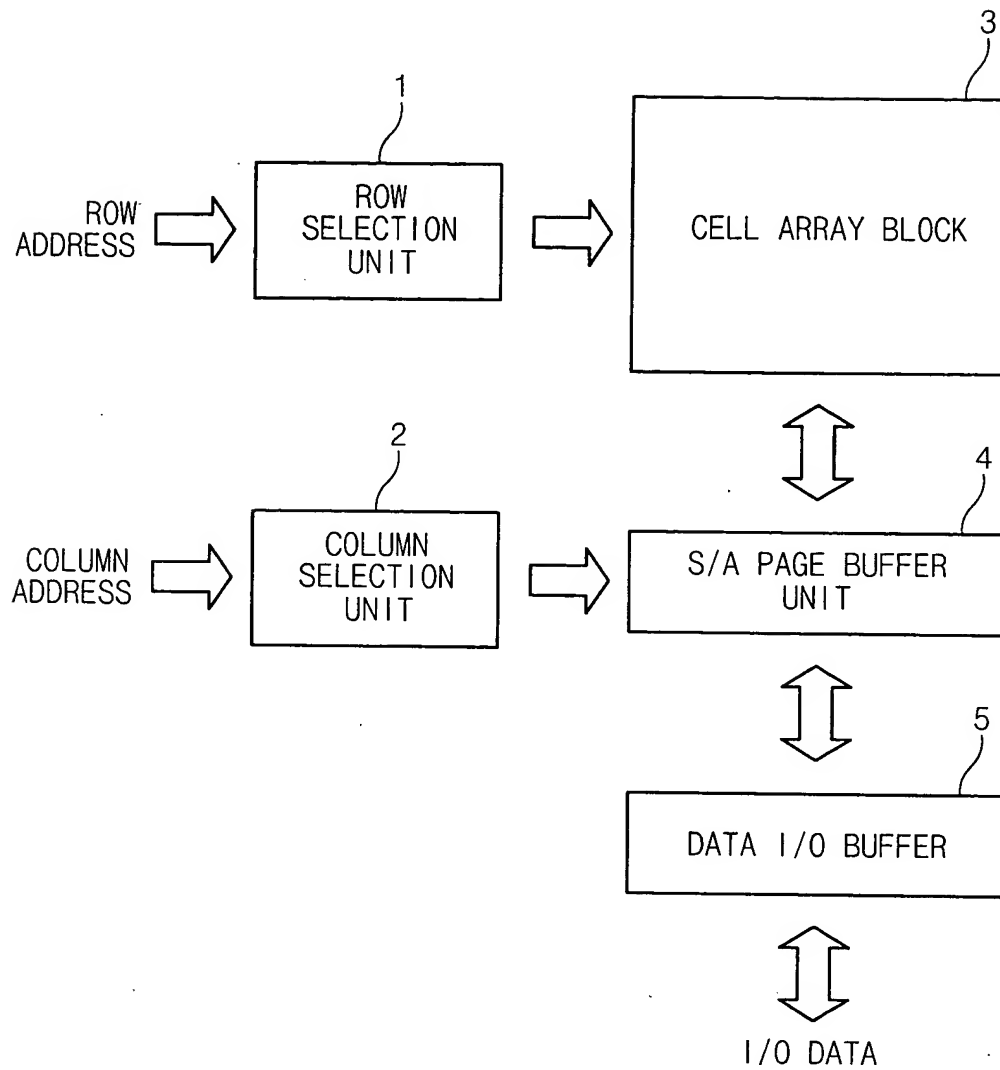 3
1
ROW
ADDRESS
ROW
SELECTION
UNIT
CELL ARRAY BLOCK
2
4
COLUMN
ADDRESS
COLUMN
SELECTION
UNIT
S/A PAGE BUFFER
UNIT
5
DATA I/O BUFFER
I/O DATA